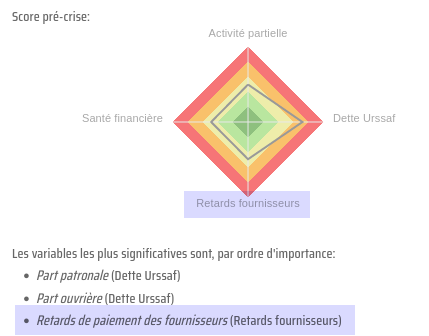 Score pré-crise:
Activité partielle
Santé financière
Dette Urssaf
Retards fournisseurs
Les variables les plus significatives sont, par ordre d'importance:
• Part patronale (Dette Urssaf)
• Part ouvrière (Dette Urssaf)
• Retards de paiement des fournisseurs (Retards fournisseurs)